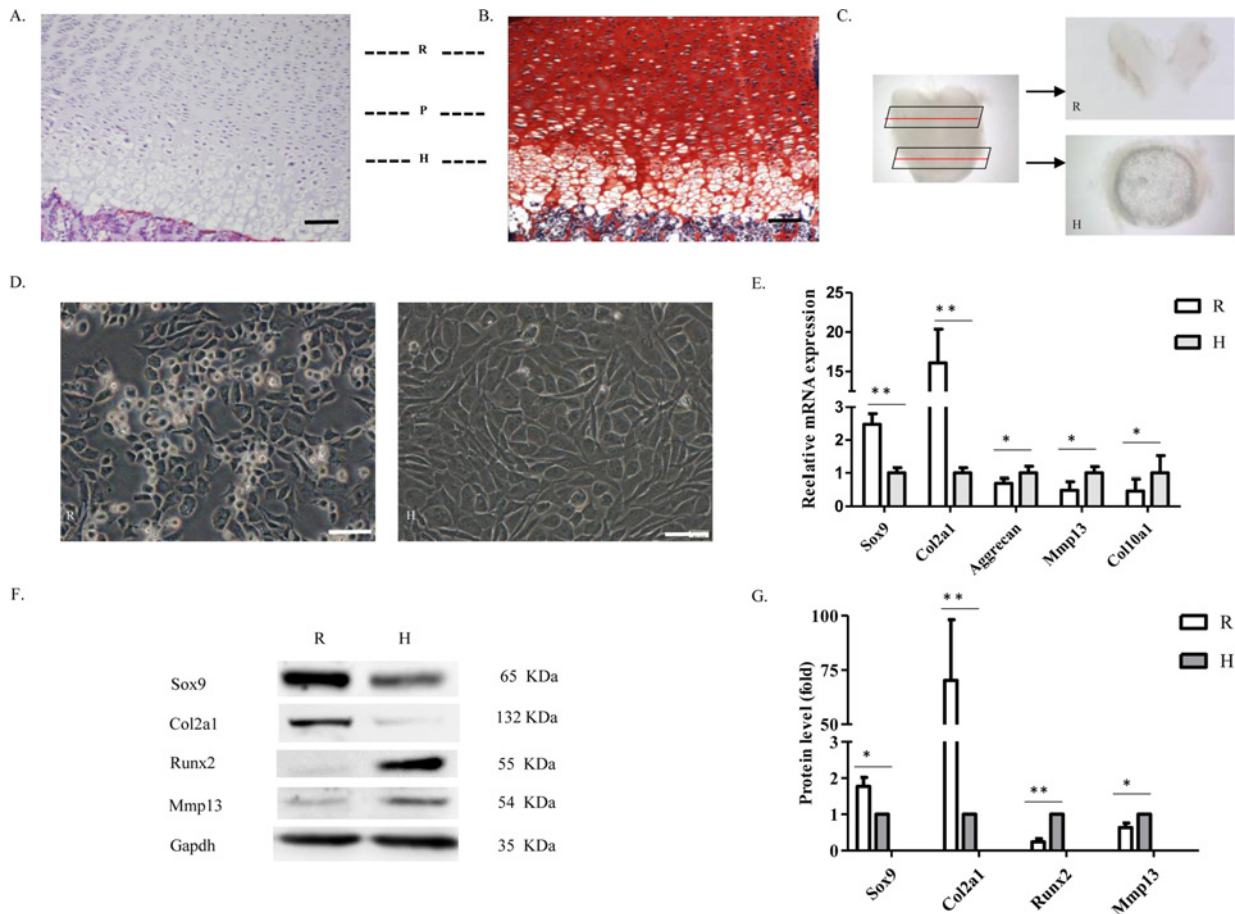 A.
B.
C.
R
P
H
R
H
D.
R
H
E.
Reelative mRNA expression
25
20
15
3
2
1
0
** ** * * *
R
H
Sox9 Col2a1 Aggrecan Mmp13 Col10a1
F.
R H
Sox9 65 KDa
Col2a1 132 KDa
Runx2 55 KDa
Mmp13 54 KDa
Gapdh 35 KDa
G.
Protein level (fold)
100
75
50
3
2
1
0
* ** ** *
R
H
Sox9 Col2a1 Runx2 Mmp13